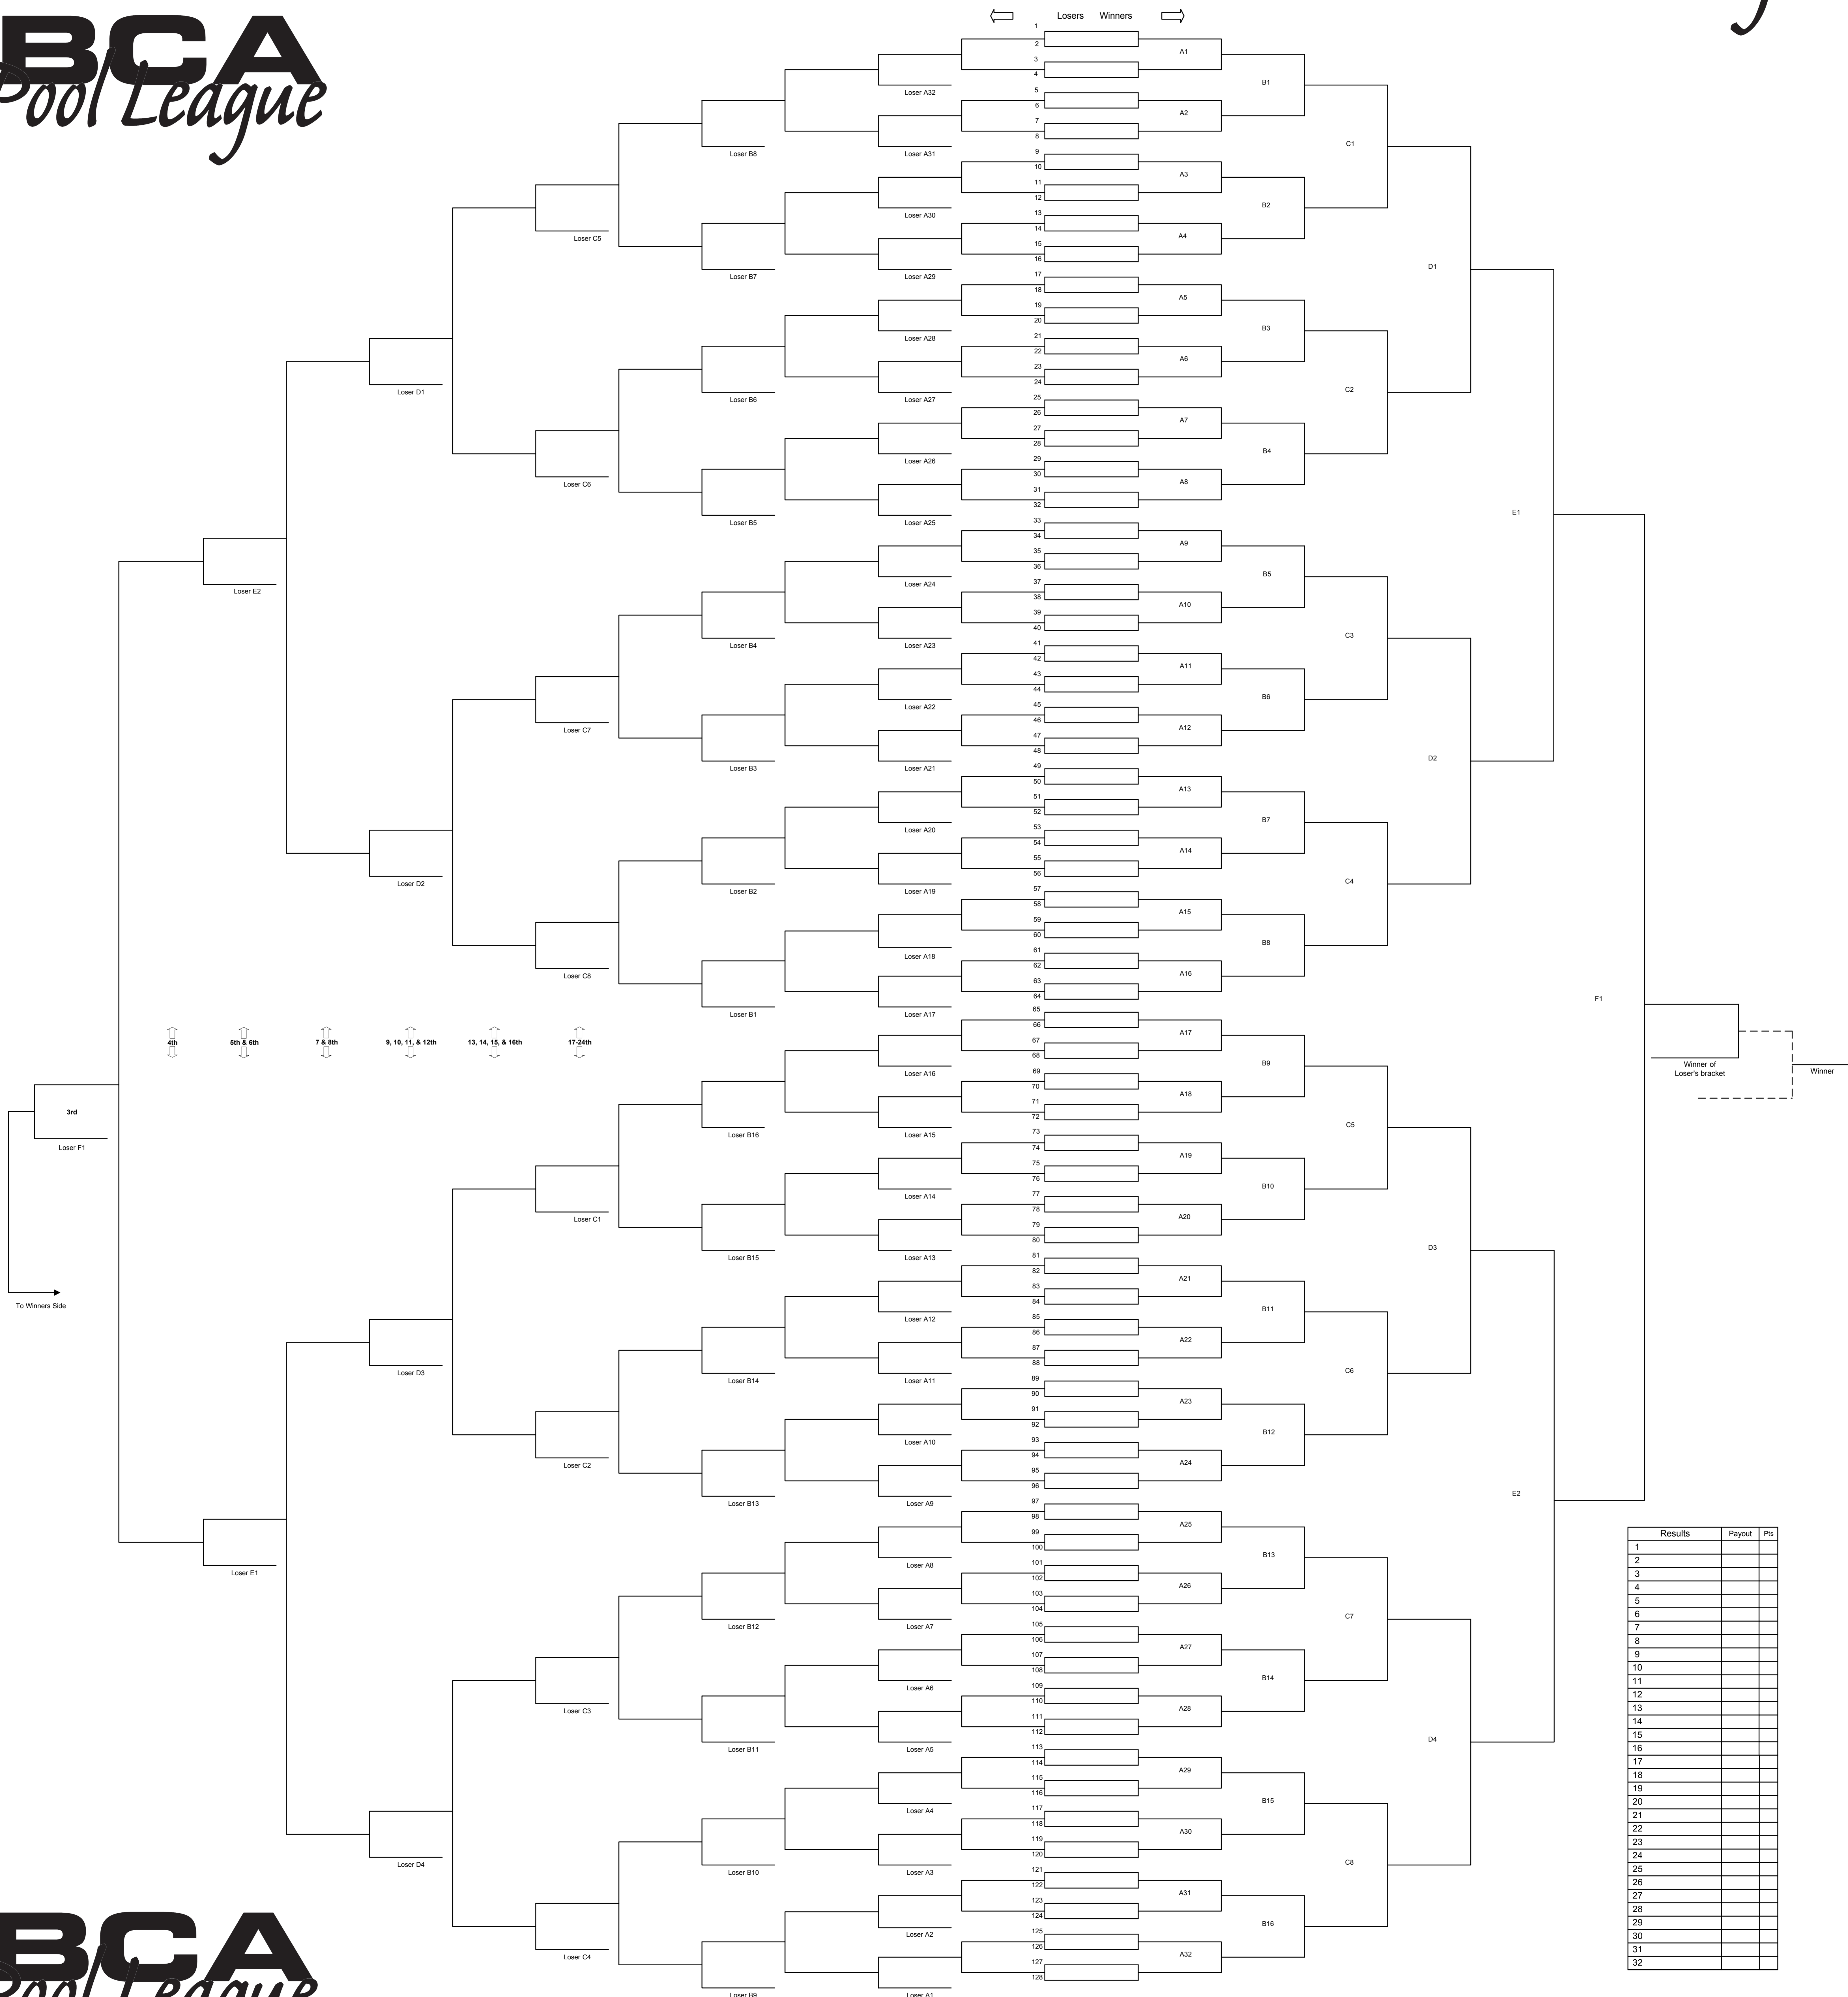 BCA
Pool League
Losers Winners
1
2
3
4
5
6
7
8
9
10
11
12
13
14
15
16
17
18
19
20
21
22
23
24
25
26
27
28
29
30
31
32
33
34
35
36
37
38
39
40
41
42
43
44
45
46
47
48
49
50
51
52
53
54
55
56
57
58
59
60
61
62
63
64
65
66
67
68
69
70
71
72
73
74
75
76
77
78
79
80
81
82
83
84
85
86
87
88
89
90
91
92
93
94
95
96
97
98
99
100
101
102
103
104
105
106
107
108
109
110
111
112
113
114
115
116
117
118
119
120
121
122
123
124
125
126
127
128
A1
A2
A3
A4
A5
A6
A7
A8
A9
A10
A11
A12
A13
A14
A15
A16
A17
A18
A19
A20
A21
A22
A23
A24
A25
A26
A27
A28
A29
A30
A31
A32
B1
B2
B3
B4
B5
B6
B7
B8
B9
B10
B11
B12
B13
B14
B15
B16
C1
C2
C3
C4
C5
C6
C7
C8
D1
D2
D3
D4
E1
E2
F1
Winner of
Loser's bracket
Winner
Loser A32
Loser A31
Loser A30
Loser A29
Loser A28
Loser A27
Loser A26
Loser A25
Loser A24
Loser A23
Loser A22
Loser A21
Loser A20
Loser A19
Loser A18
Loser A17
Loser A16
Loser A15
Loser A14
Loser A13
Loser A12
Loser A11
Loser A10
Loser A9
Loser A8
Loser A7
Loser A6
Loser A5
Loser A4
Loser A3
Loser A2
Loser A1
Loser B8
Loser B7
Loser B6
Loser B5
Loser B4
Loser B3
Loser B2
Loser B1
Loser B16
Loser B15
Loser B14
Loser B13
Loser B12
Loser B11
Loser B10
Loser B9
Loser C5
Loser C6
Loser C7
Loser C8
Loser C1
Loser C2
Loser C3
Loser C4
Loser D1
Loser D2
Loser D3
Loser D4
Loser E2
Loser E1
4th 5th & 6th 7 & 8th 9, 10, 11, & 12th 13, 14, 15, & 16th 17-24th
3rd
Loser F1
To Winners Side
Results Payout Pts
1
2
3
4
5
6
7
8
9
10
11
12
13
14
15
16
17
18
19
20
21
22
23
24
25
26
27
28
29
30
31
32
BCA
Pool League